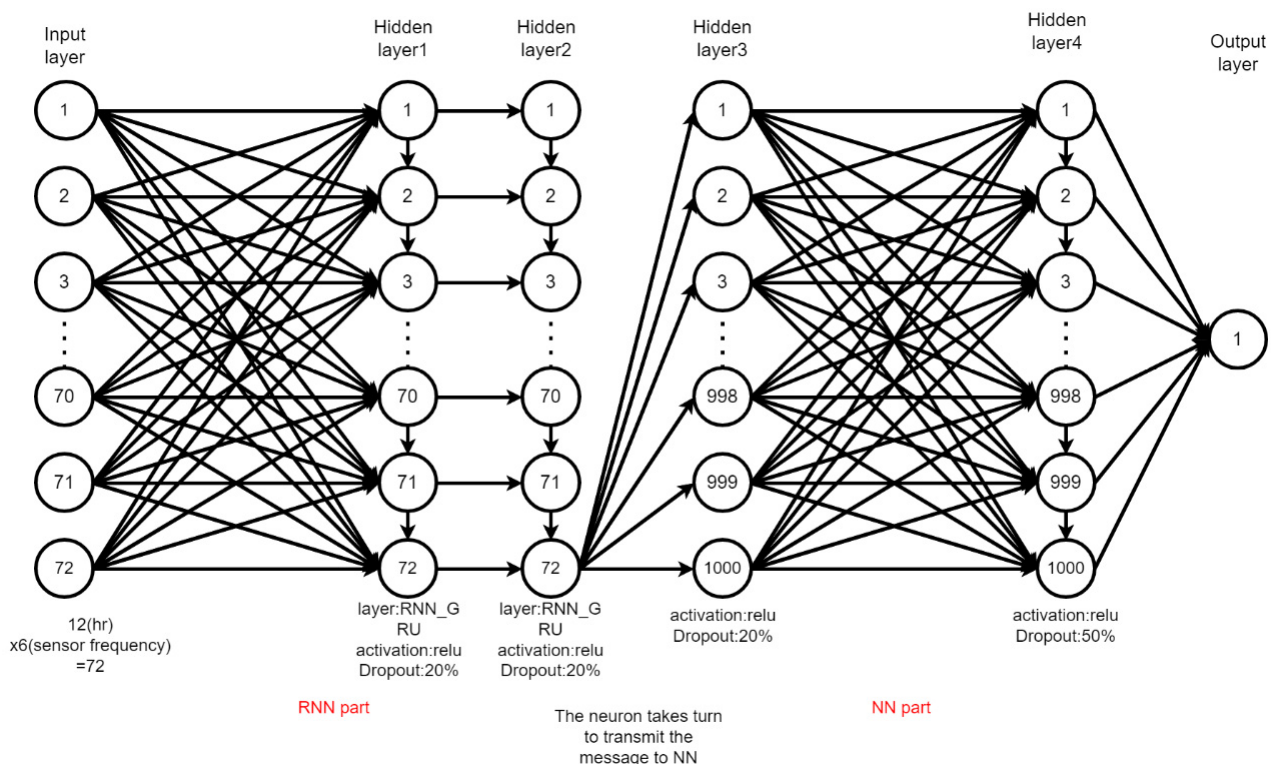 Input
layer
Hidden
layer1
Hidden
layer2
Hidden
layer3
Hidden
layer4
Output
layer
1
1
1
1
1
2
2
2
2
2
3
3
3
3
3
1
70
70
70
998
998
71
71
71
999
999
72
72
72
1000
1000
12(hr)
x6(sensor frequency)
=72
layer:RNN_G
RU
activation:relu
Dropout:20%
layer:RNN_G
RU
activation:relu
Dropout:20%
activation:relu
Dropout:20%
activation:relu
Dropout:50%
RNN part
The neuron takes turn
to transmit the
message to NN
NN part